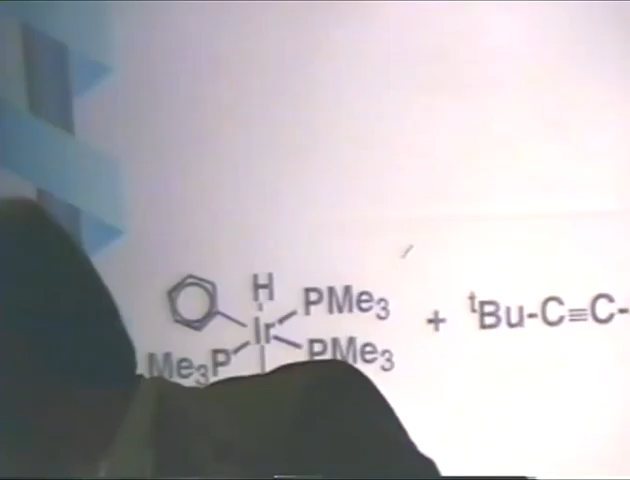 H
PMe₃ + ᵗBu-C≡C-
Ir
Me₃P PMe₃